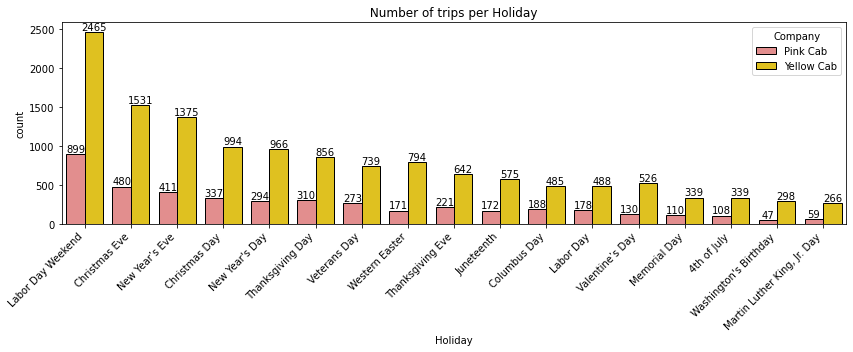 Number of trips per Holiday
Company
Pink Cab
Yellow Cab
count
2500
2000
1500
1000
500
0
899
2465
480
1531
411
1375
337
994
294
966
310
856
273
739
171
794
221
642
172
575
188
485
178
488
130
526
110
339
108
339
47
298
59
266
Labor Day Weekend
Christmas Eve
New Year's Eve
Christmas Day
New Year's Day
Thanksgiving Day
Veterans Day
Western Easter
Thanksgiving Eve
Juneteenth
Columbus Day
Labor Day
Valentine's Day
Memorial Day
4th of July
Washington's Birthday
Martin Luther King, Jr. Day
Holiday